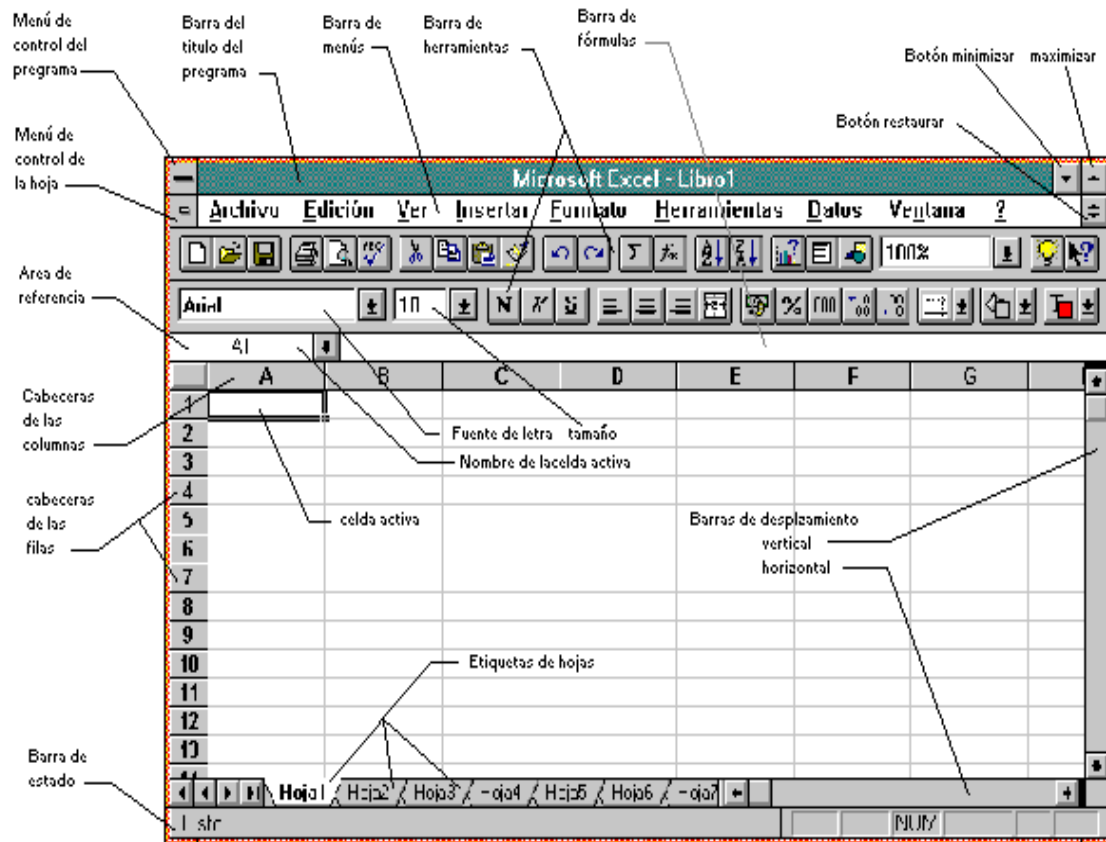 Menú de
control del
pregrama
Barra del
titulo del
pregrama
Barra de
menús
Barra de
herramientas
Barra de
fórmulas
Botón minimizar maximizar
Botón restaurar
Menú de
control de
la hoja
Microsoft Excel - Libro1
Archivo Edición Ver Insertar Formato Herramientas Datos Ventana ?
100%
Area de
referencia
Arial 10 N K S
A1
Cabeceras
de las
columnas
A B C D E F G
1
2
3
4
5
6
7
8
9
10
11
12
13
Fuente de letra tamaño
Nombre de lacelda activa
celda activa
cabeceras
de las
filas
Barras de desplzamiento
vertical
horizontal
Etiquetas de hojas
Barra de
estado
Hoja1 Hoja2 Hoja3 Hoja4 Hoja5 Hoja6 Hoja7
NUM